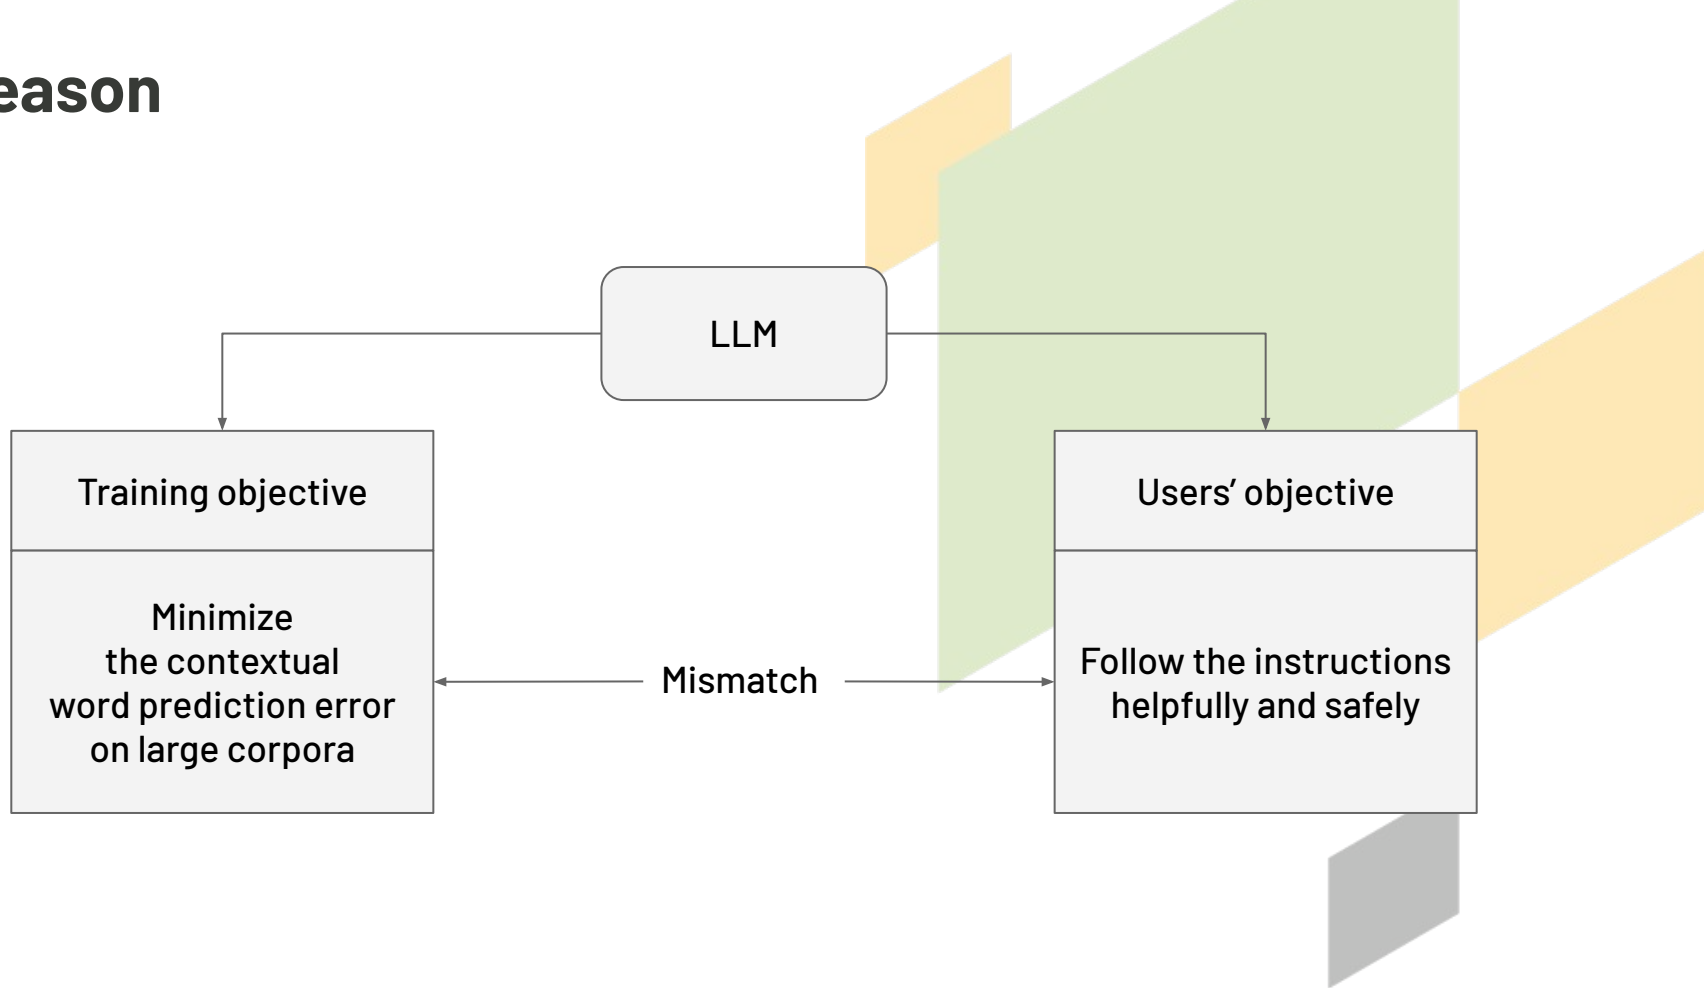 eason
LLM
Training objective
Users’ objective
Minimize
the contextual
word prediction error
on large corpora
Mismatch
Follow the instructions
helpfully and safely